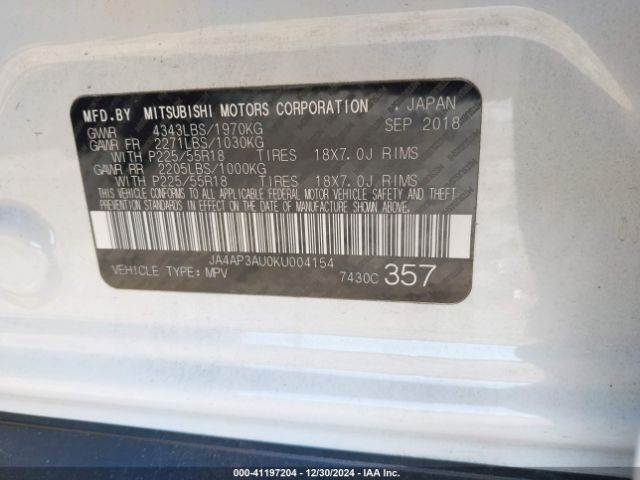 MFD.BY MITSUBISHI MOTORS CORPORATION . JAPAN
GVWR 4343LBS/1970KG SEP 2018
GAWR FR 2271LBS/1030KG
WITH P225/55R18 TIRES 18X7.0J RIMS
GAWR RR 2205LBS/1000KG
WITH P225/55R18 TIRES 18X7.0J RIMS
THIS VEHICLE CONFORMS TO ALL APPLICABLE FEDERAL MOTOR VEHICLE SAFETY AND THEFT
PREVENTION STANDARDS IN EFFECT ON THE DATE OF MANUFACTURE SHOWN ABOVE.
JA4AP3AU0KU004154
VEHICLE TYPE:MPV 7430C 357
© - 41197204 - 12/30/2024 - IAA Inc.